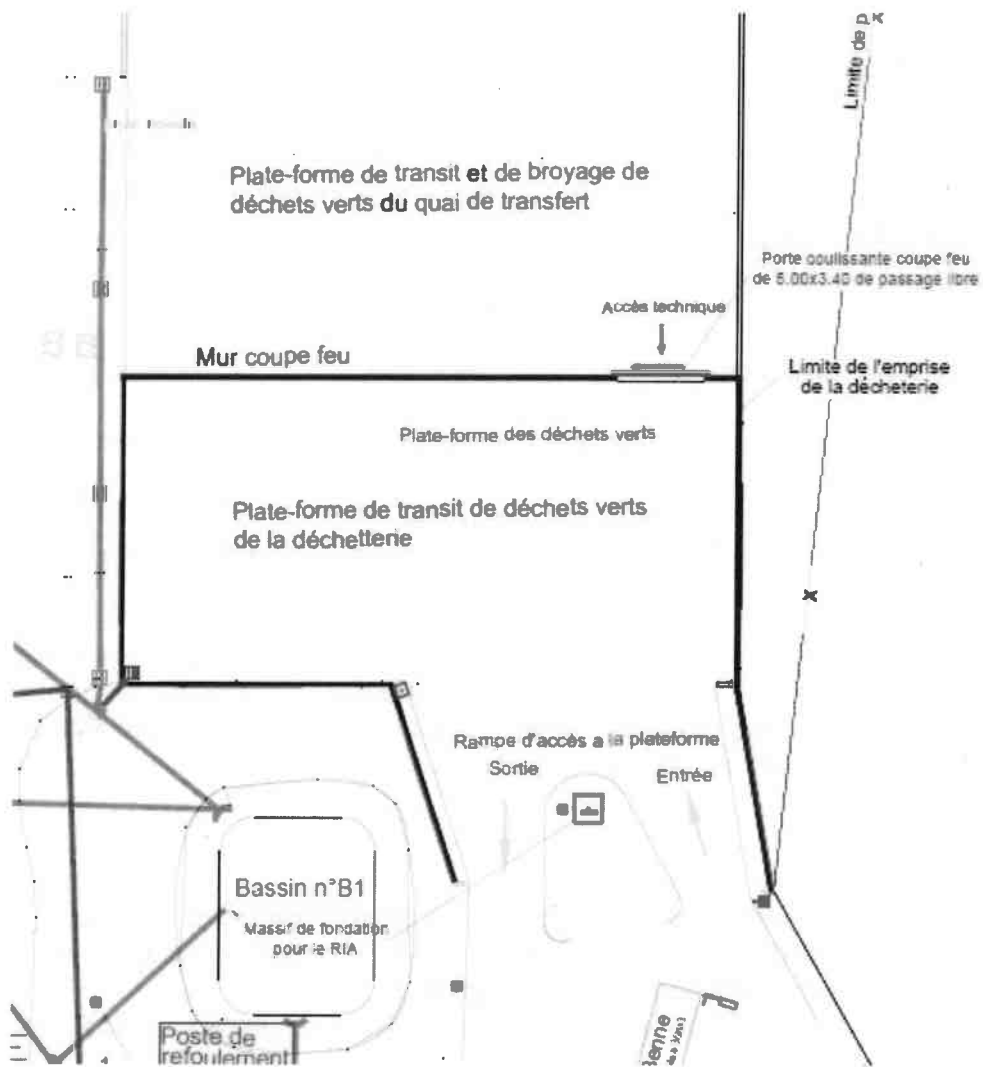 Limite de p
Plate-forme de transit et de broyage de
déchets verts du quai de transfert
Porte coulissante coupe feu
de 5.00x3.40 de passage libre
Accès technique
Mur coupe feu
Limite de l'emprise
de la décheterie
Plate-forme des déchets verts
Plate-forme de transit de déchets verts
de la déchetterie
Rampe d'accès a la plateforme
Sortie
Entrée
Bassin n°B1
Massif de fondation
pour le RIA
Poste de
refoulement
Benne